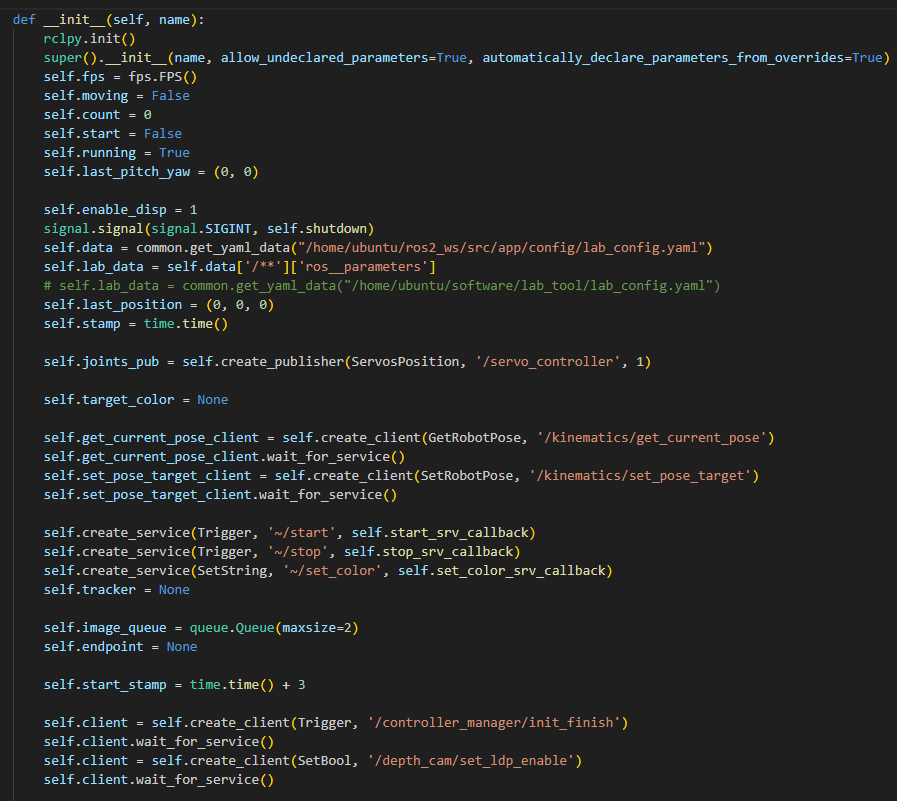 def __init__(self, name):
    rclpy.init()
    super().__init__(name, allow_undeclared_parameters=True, automatically_declare_parameters_from_overrides=True)
    self.fps = fps.FPS()
    self.moving = False
    self.count = 0
    self.start = False
    self.running = True
    self.last_pitch_yaw = (0, 0)

    self.enable_disp = 1
    signal.signal(signal.SIGINT, self.shutdown)
    self.data = common.get_yaml_data("/home/ubuntu/ros2_ws/src/app/config/lab_config.yaml")
    self.lab_data = self.data['/**']['ros__parameters']
    # self.lab_data = common.get_yaml_data("/home/ubuntu/software/lab_tool/lab_config.yaml")
    self.last_position = (0, 0, 0)
    self.stamp = time.time()

    self.joints_pub = self.create_publisher(ServosPosition, '/servo_controller', 1)

    self.target_color = None

    self.get_current_pose_client = self.create_client(GetRobotPose, '/kinematics/get_current_pose')
    self.get_current_pose_client.wait_for_service()
    self.set_pose_target_client = self.create_client(SetRobotPose, '/kinematics/set_pose_target')
    self.set_pose_target_client.wait_for_service()

    self.create_service(Trigger, '~/start', self.start_srv_callback)
    self.create_service(Trigger, '~/stop', self.stop_srv_callback)
    self.create_service(SetString, '~/set_color', self.set_color_srv_callback)
    self.tracker = None

    self.image_queue = queue.Queue(maxsize=2)
    self.endpoint = None

    self.start_stamp = time.time() + 3

    self.client = self.create_client(Trigger, '/controller_manager/init_finish')
    self.client.wait_for_service()
    self.client = self.create_client(SetBool, '/depth_cam/set_ldp_enable')
    self.client.wait_for_service()